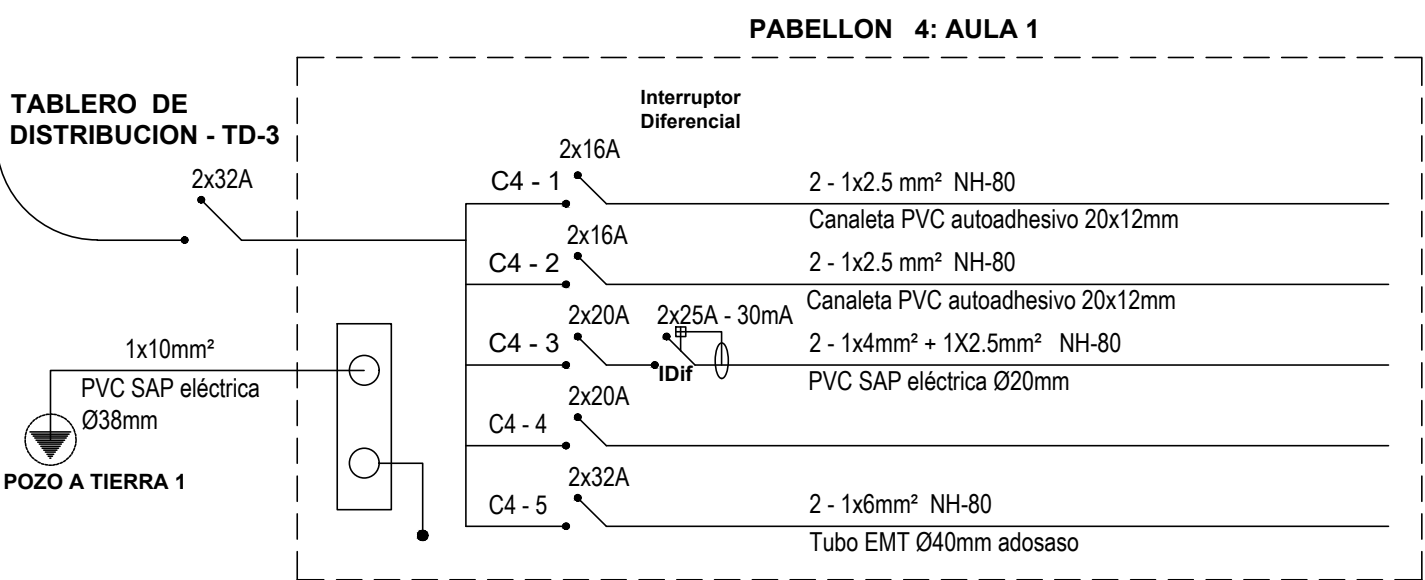 PABELLON 4: AULA 1
TABLERO DE
DISTRIBUCION - TD-3
2x32A
Interruptor
Diferencial
2x16A
C4 - 1
2 - 1x2.5 mm² NH-80
Canaleta PVC autoadhesivo 20x12mm
2x16A
C4 - 2
2 - 1x2.5 mm² NH-80
Canaleta PVC autoadhesivo 20x12mm
2x20A
2x25A - 30mA
C4 - 3
IDif
2 - 1x4mm² + 1X2.5mm² NH-80
PVC SAP eléctrica Ø20mm
2x20A
C4 - 4
2x32A
C4 - 5
2 - 1x6mm² NH-80
Tubo EMT Ø40mm adosaso
1x10mm²
PVC SAP eléctrica
Ø38mm
POZO A TIERRA 1